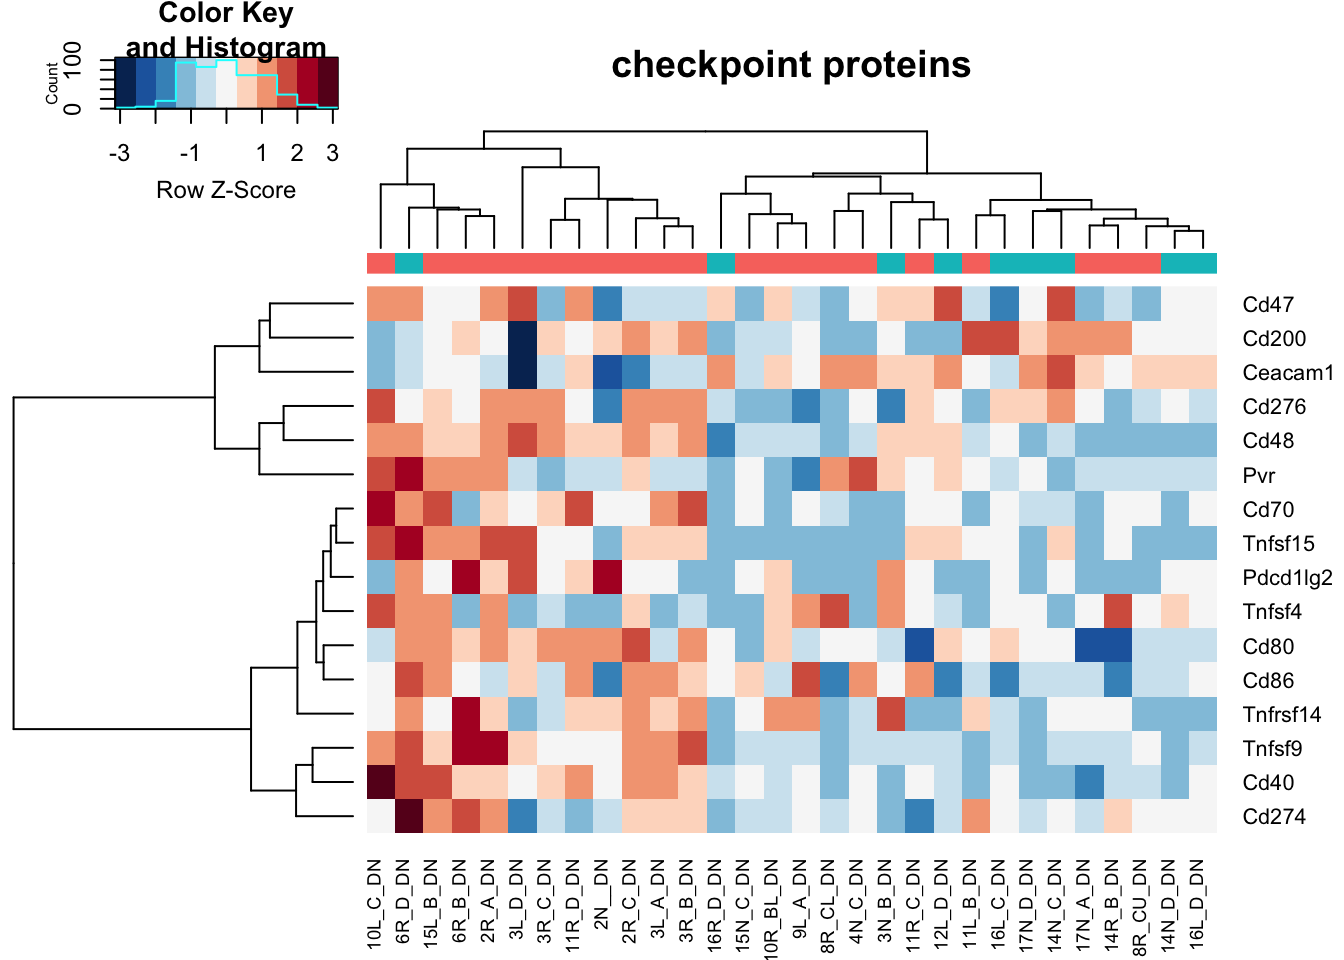 Color Key
and Histogram
Count
0 100
-3 -1 1 2 3
Row Z-Score
checkpoint proteins
Cd47
Cd200
Ceacam1
Cd276
Cd48
Pvr
Cd70
Tnfsf15
Pdcd1lg2
Tnfsf4
Cd80
Cd86
Tnfrsf14
Tnfsf9
Cd40
Cd274
10L_C_DN
6R_D_DN
15L_B_DN
6R_B_DN
2R_A_DN
3L_D_DN
3R_C_DN
11R_D_DN
2N__DN
2R_C_DN
3L_A_DN
3R_B_DN
16R_D_DN
15N_C_DN
10R_BL_DN
9L_A_DN
8R_CL_DN
4N_C_DN
3N_B_DN
11R_C_DN
12L_D_DN
11L_B_DN
16L_C_DN
17N_D_DN
14N_C_DN
17N_A_DN
14R_B_DN
8R_CU_DN
14N_D_DN
16L_D_DN